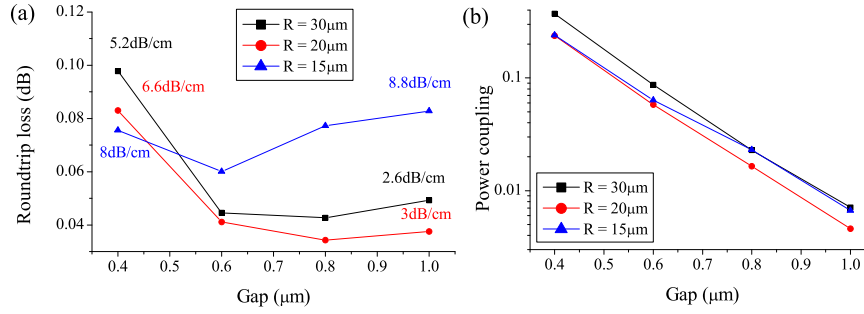 (a)
0.12
0.10
0.08
0.06
0.04
Roundtrip loss (dB)
5.2dB/cm
6.6dB/cm
8dB/cm
R = 30µm
R = 20µm
R = 15µm
8.8dB/cm
2.6dB/cm
3dB/cm
0.4 0.5 0.6 0.7 0.8 0.9 1.0
Gap (µm)
(b)
0.1
0.01
Power coupling
R = 30µm
R = 20µm
R = 15µm
0.4 0.5 0.6 0.7 0.8 0.9 1.0
Gap (µm)